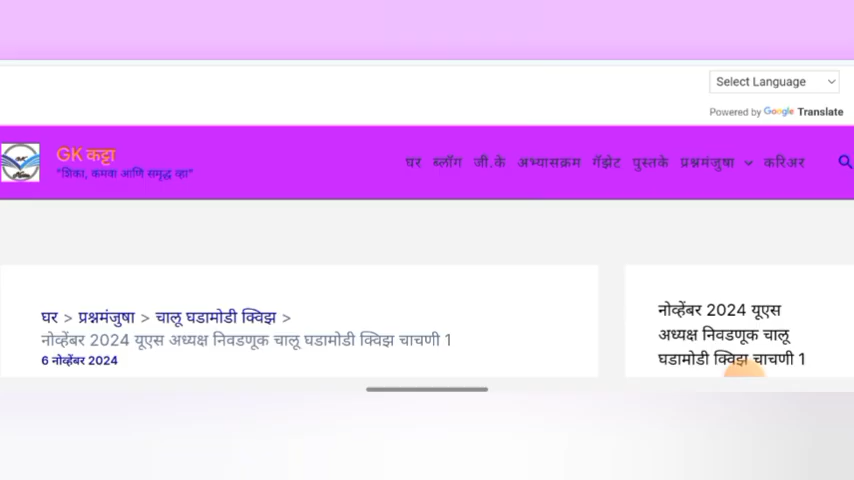 Select Language
Powered by Google Translate
GK कट्टा
"शिका, कमवा आणि समृद्ध व्हा"
घर ब्लॉग जी.के अभ्यासक्रम गॅझेट पुस्तके प्रश्नमंजुषा करिअर
घर > प्रश्नमंजुषा > चालू घडामोडी क्विझ >
नोव्हेंबर 2024 यूएस अध्यक्ष निवडणूक चालू घडामोडी क्विझ चाचणी 1
6 नोव्हेंबर 2024
नोव्हेंबर 2024 यूएस
अध्यक्ष निवडणूक चालू
घडामोडी क्विझ चाचणी 1